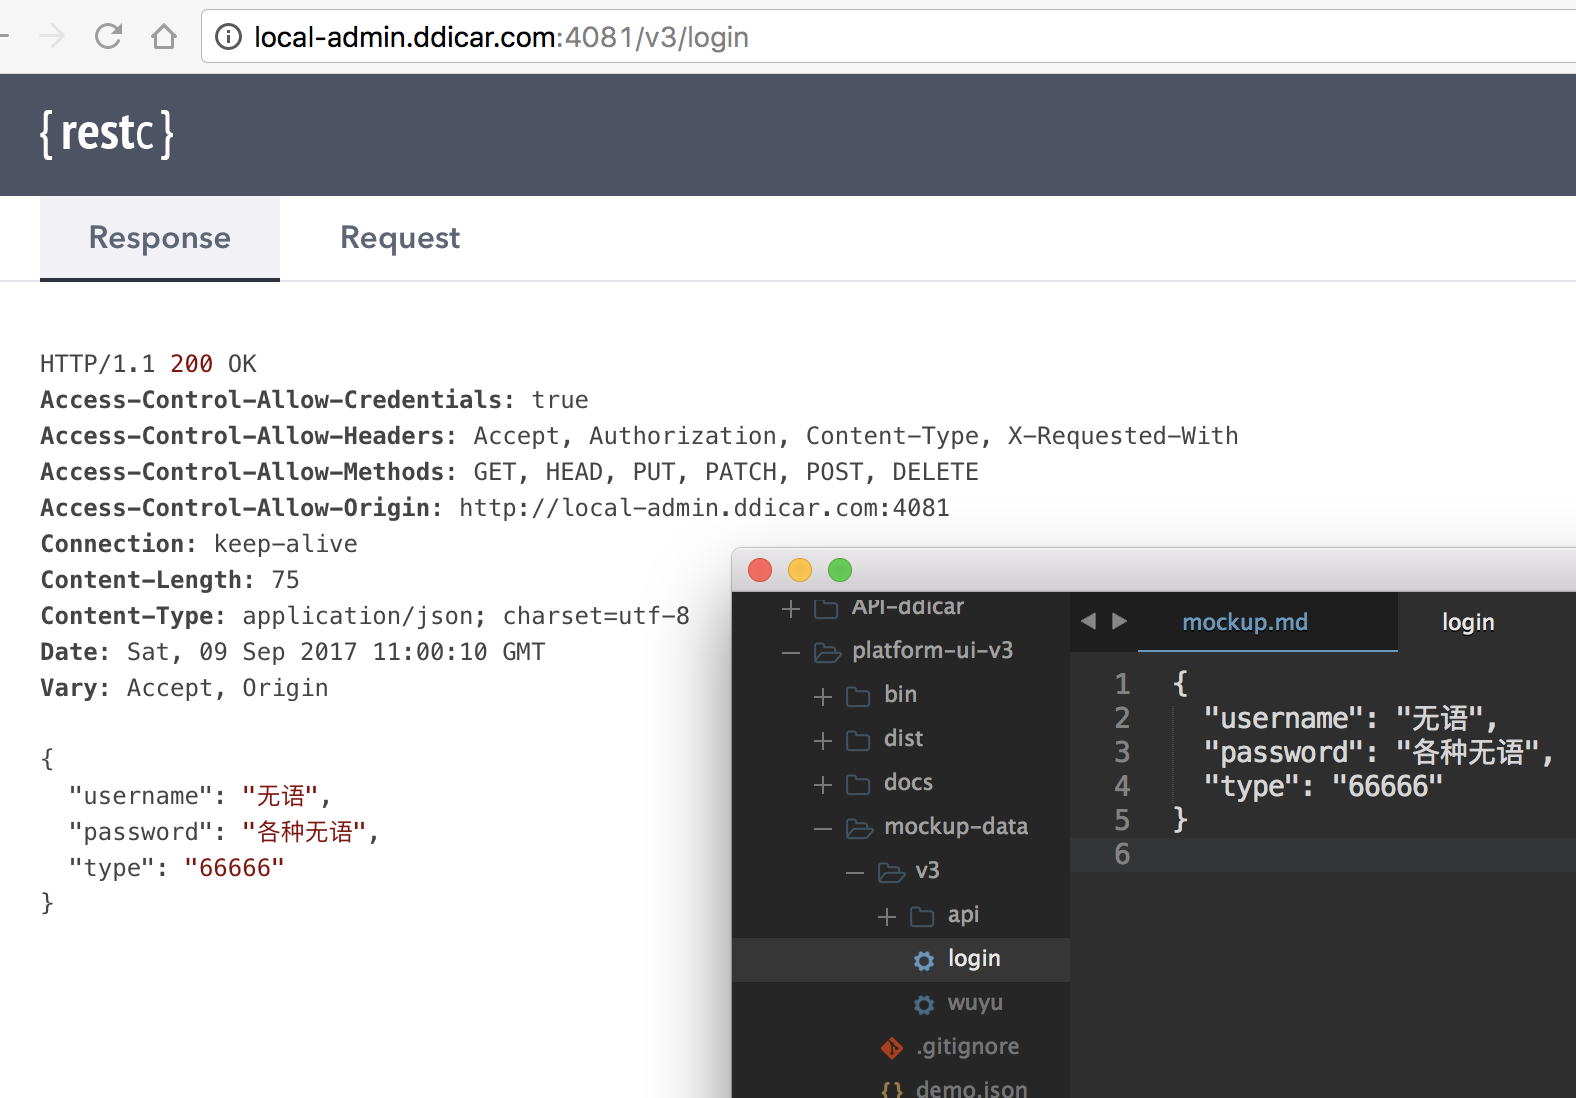 local-admin.ddicar.com:4081/v3/login
{restc}
Response Request
HTTP/1.1 200 OK
Access-Control-Allow-Credentials: true
Access-Control-Allow-Headers: Accept, Authorization, Content-Type, X-Requested-With
Access-Control-Allow-Methods: GET, HEAD, PUT, PATCH, POST, DELETE
Access-Control-Allow-Origin: http://local-admin.ddicar.com:4081
Connection: keep-alive
Content-Length: 75
Content-Type: application/json; charset=utf-8
Date: Sat, 09 Sep 2017 11:00:10 GMT
Vary: Accept, Origin
{
"username": "无语",
"password": "各种无语",
"type": "66666"
}
API-ddicar
platform-ui-v3
bin
dist
docs
mockup-data
v3
api
login
wuyu
.gitignore
demo.json
mockup.md login
1 {
2 "username": "无语",
3 "password": "各种无语",
4 "type": "66666"
5 }
6